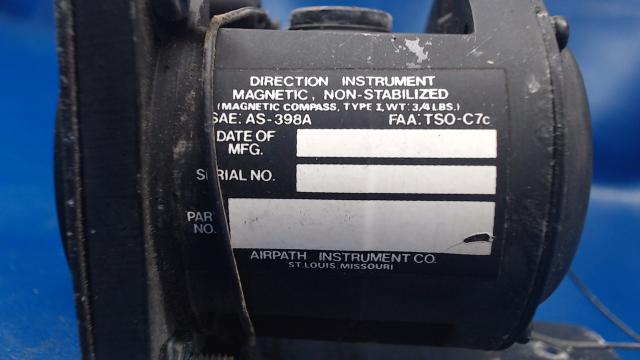 DIRECTION INSTRUMENT
MAGNETIC, NON-STABILIZED
(MAGNETIC COMPASS, TYPE I, WT: 3/4 LBS.)
SAE: AS-398A FAA: TSO-C7c
DATE OF
MFG.
SERIAL NO.
PART
NO.
AIRPATH INSTRUMENT CO.
ST. LOUIS, MISSOURI